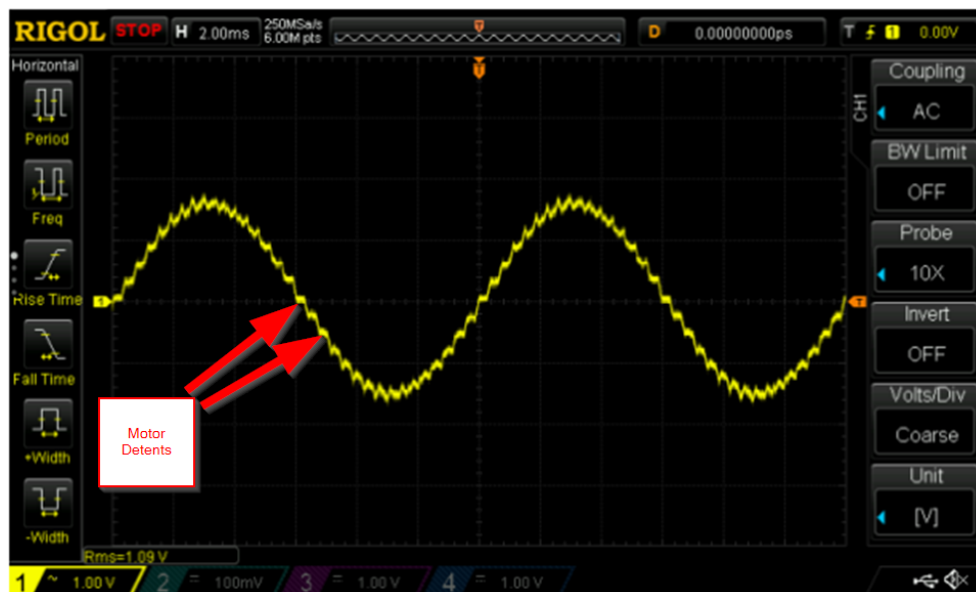 RIGOL STOP H 2.00ms 250MSa/s D 0.00000000ps T 1 0.00V
6.00M pts
T
Horizontal
Period
Freq
Rise Time
Fall Time
+Width
-Width
1
T
Motor
Detents
CH1
Coupling
AC
BW Limit
OFF
Probe
10X
Invert
OFF
Volts/Div
Coarse
Unit
[V]
Rms=1.09 V
1 ~ 1.00 V 2 = 100mV 3 = 1.00 V 4 = 1.00 V